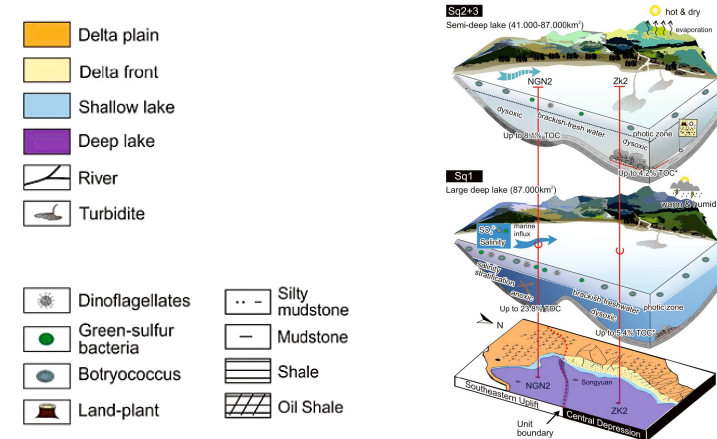 Delta plain
Delta front
Shallow lake
Deep lake
River
Turbidite
Dinoflagellates
Green-sulfur
bacteria
Botryococcus
Land-plant
Silty
mudstone
Mudstone
Shale
Oil Shale
Sq2+3
Semi-deep lake (41.000-87.000km²)
hot & dry
evaporation
NGN2
Zk2
dysoxic
brackish-fresh water
photic zone
dysoxic
Up to 8.1% TOC
Up to 4.2% TOC*
Sq1
Large deep lake (87.000km²)
warm & humid
SO₄²⁻
Salinity
marine
influx
salinity
stratification
anoxic
brackish-freshwater
dysoxic
photic zone
Up to 23.8% TOC
Up to 5.4% TOC*
N
NGN2
Songyuan
ZK2
Southeastern Uplift
Central Depression
Unit
boundary